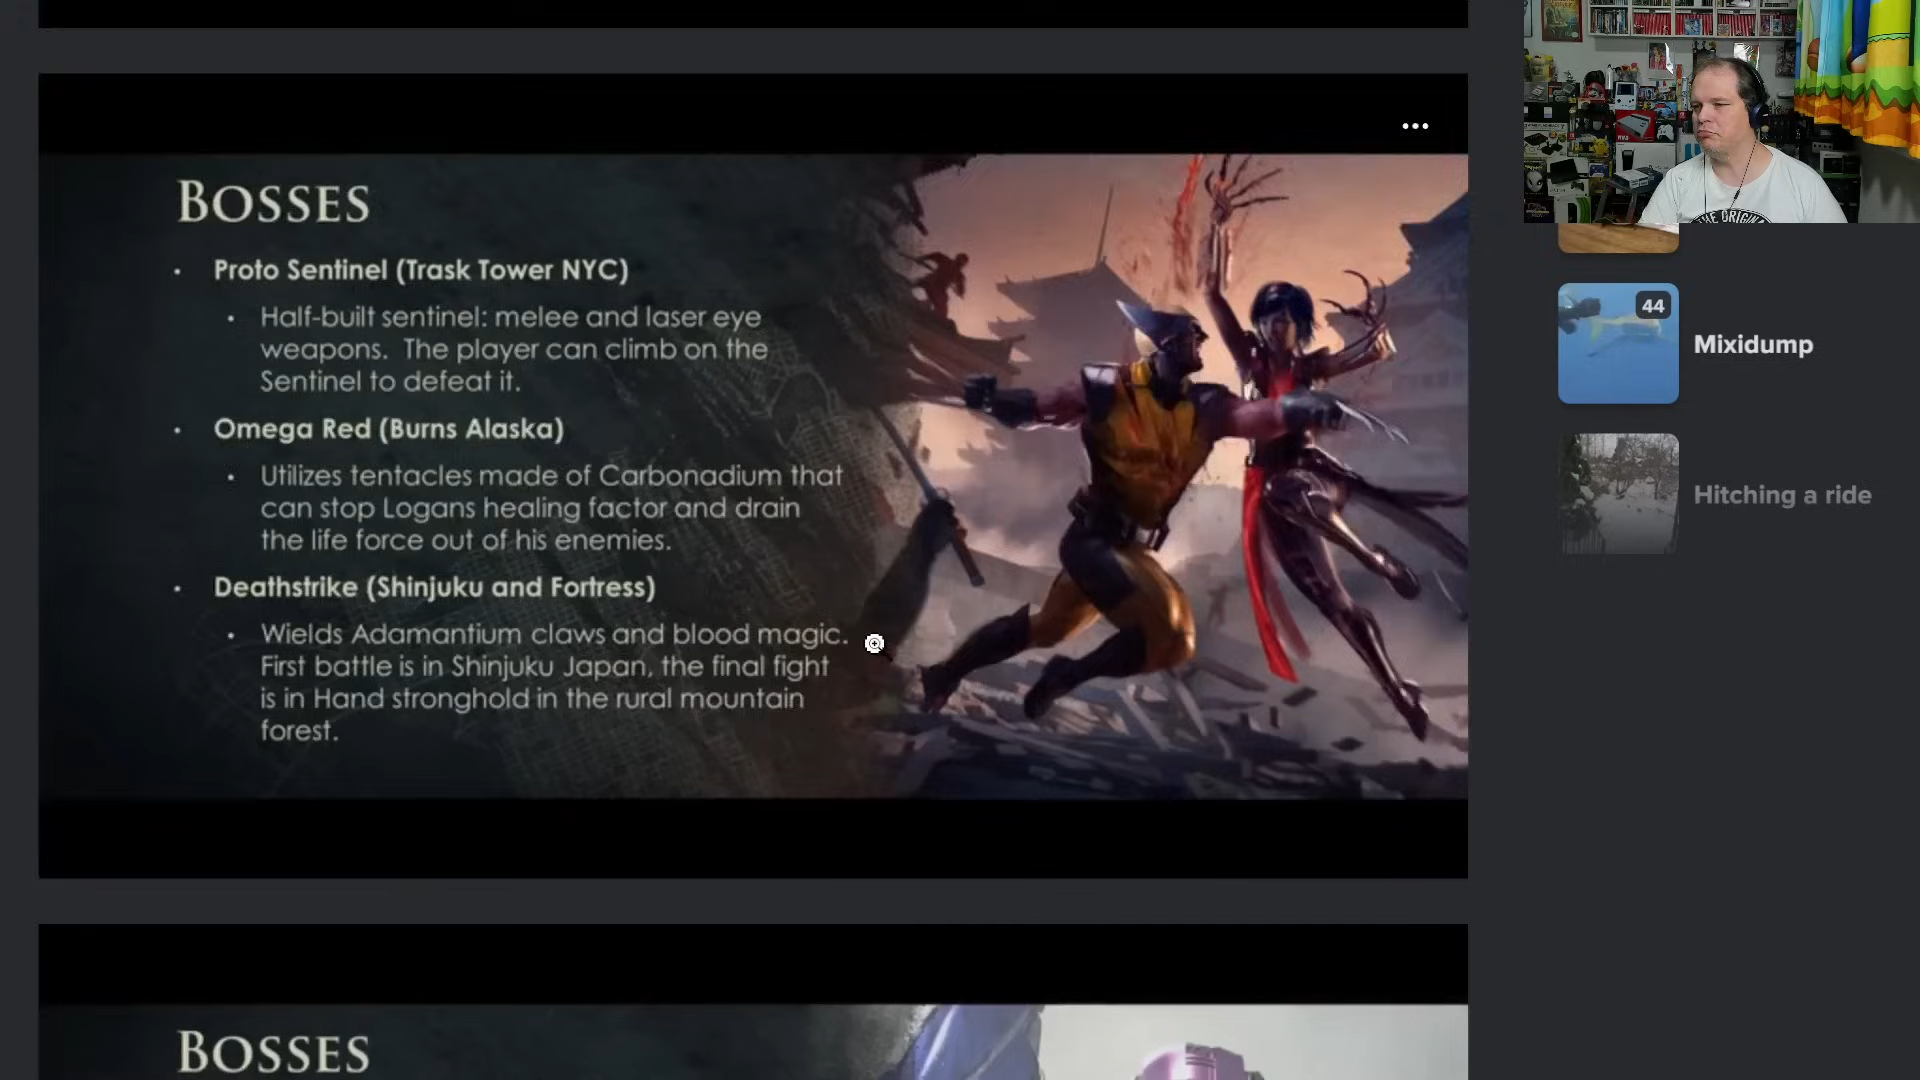 BOSSES
• Proto Sentinel (Trask Tower NYC)
• Half-built sentinel: melee and laser eye
weapons. The player can climb on the
Sentinel to defeat it.
• Omega Red (Burns Alaska)
• Utilizes tentacles made of Carbonadium that
can stop Logans healing factor and drain
the life force out of his enemies.
• Deathstrike (Shinjuku and Fortress)
• Wields Adamantium claws and blood magic.
First battle is in Shinjuku Japan, the final fight
is in Hand stronghold in the rural mountain
forest.
BOSSES
THE ORIGINA
44
Mixidump
Hitching a ride